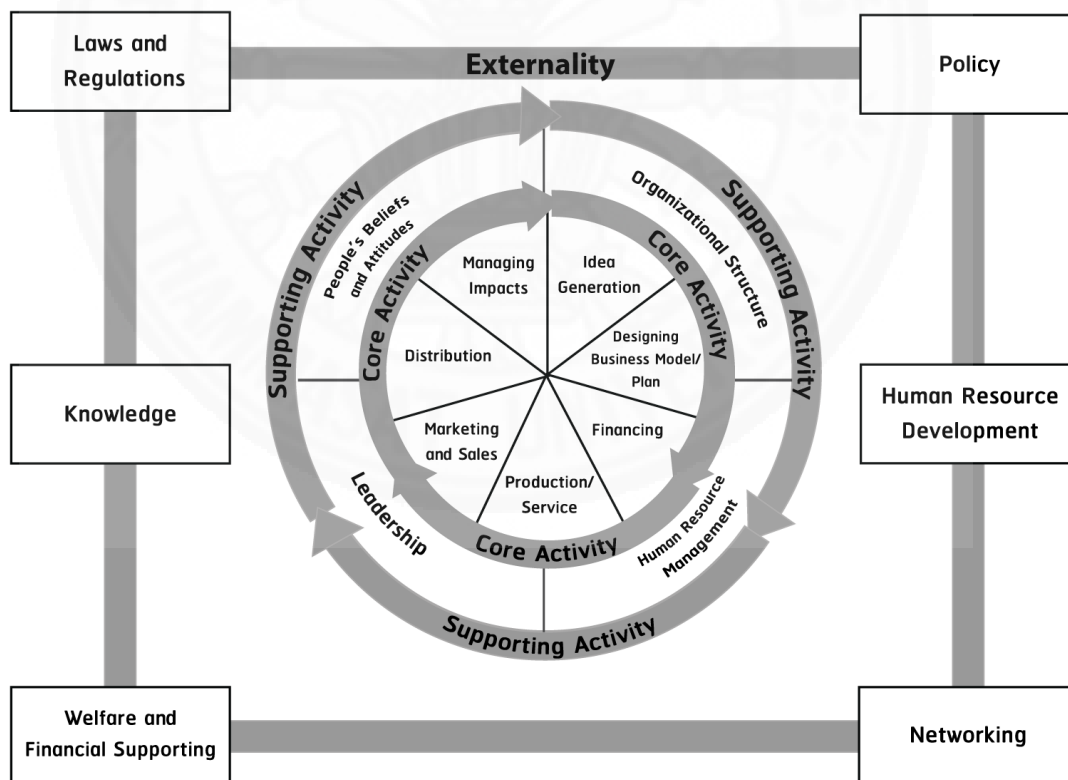 Laws and
Regulations
Externality
Policy
Supporting Activity
Supporting Activity
People's Beliefs
and Attitudes
Organizational Structure
Core Activity
Core Activity
Managing
Impacts
Idea
Generation
Distribution
Designing
Business Model/
Plan
Knowledge
Human Resource
Development
Marketing
and Sales
Financing
Production/
Service
Leadership
Human Resource
Management
Core Activity
Supporting Activity
Welfare and
Financial Supporting
Networking